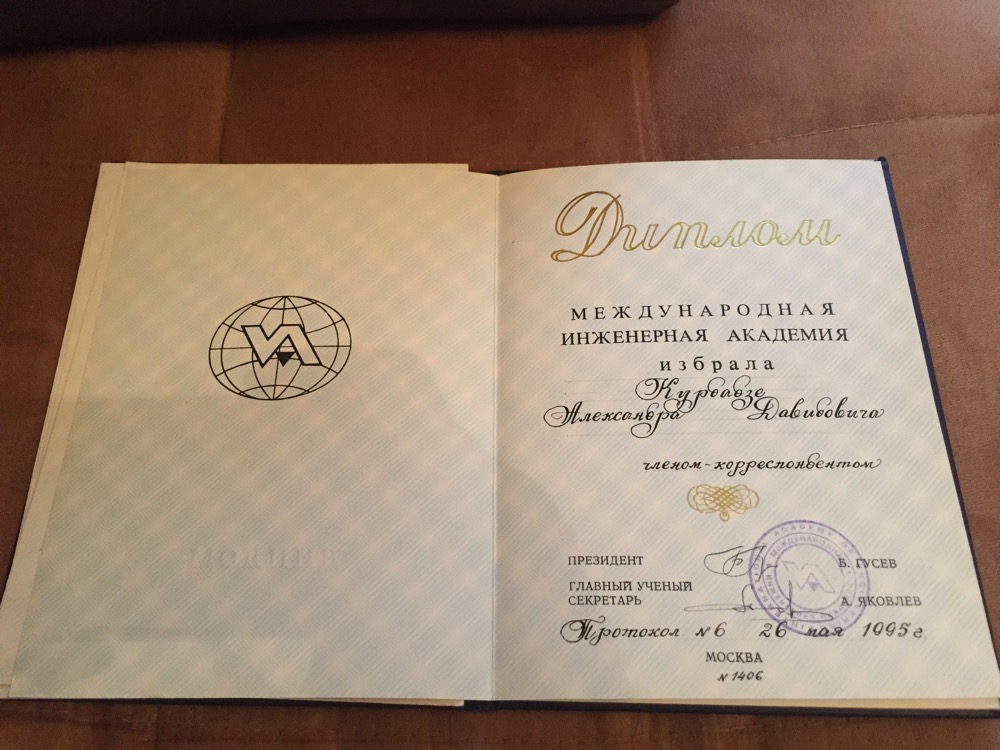 Диплом
МЕЖДУНАРОДНАЯ
ИНЖЕНЕРНАЯ АКАДЕМИЯ
избрала
Курдадзе
Александра Давидовича
членом-корреспондентом
ПРЕЗИДЕНТ Б. ГУСЕВ
ГЛАВНЫЙ УЧЕНЫЙ
СЕКРЕТАРЬ А. ЯКОВЛЕВ
Протокол № 6 26 мая 1995 г.
МОСКВА
№ 1406